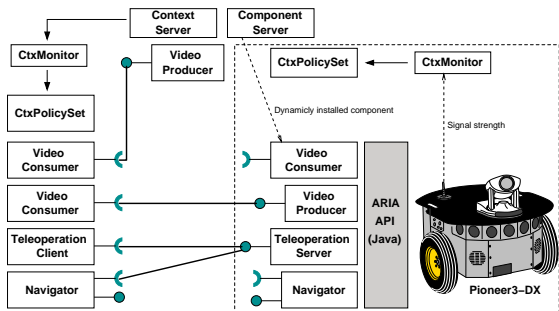 Context
Server
Component
Server
CtxMonitor
Video
Producer
CtxPolicySet
CtxMonitor
CtxPolicySet
Dynamicly installed component
Signal strength
Video
Consumer
Video
Consumer
Video
Consumer
Video
Producer
ARIA
API
(Java)
Teleoperation
Client
Teleoperation
Server
Navigator
Navigator
Pioneer3-DX